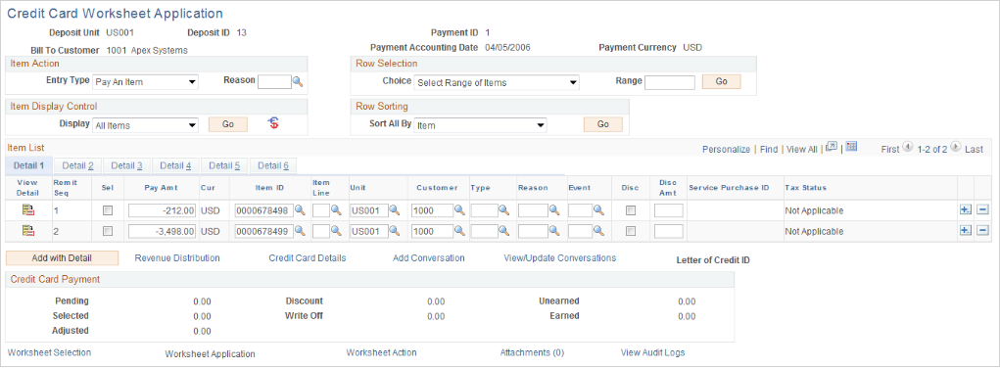 Credit Card Worksheet Application
Deposit Unit US001 Deposit ID 13 Payment ID 1
Bill To Customer 1001 Apex Systems Payment Accounting Date 04/05/2006 Payment Currency USD
Item Action Row Selection
Entry Type Pay An Item Reason Choice Select Range of Items Range Go
Item Display Control Row Sorting
Display All Items Go Sort All By Item Go
Item List Personalize | Find | View All | | First 1-2 of 2 Last
Detail 1 Detail 2 Detail 3 Detail 4 Detail 5 Detail 6
View Detail Remit Seq Sel Pay Amt Cur Item ID Item Line Unit Customer Type Reason Event Disc Disc Amt Service Purchase ID Tax Status
1 -212.00 USD 0000678498 US001 1000 Not Applicable
2 -3,498.00 USD 0000678499 US001 1000 Not Applicable
Add with Detail Revenue Distribution Credit Card Details Add Conversation View/Update Conversations Letter of Credit ID
Credit Card Payment
Pending 0.00 Discount 0.00 Unearned 0.00
Selected 0.00 Write Off 0.00 Earned 0.00
Adjusted 0.00
Worksheet Selection Worksheet Application Worksheet Action Attachments (0) View Audit Logs